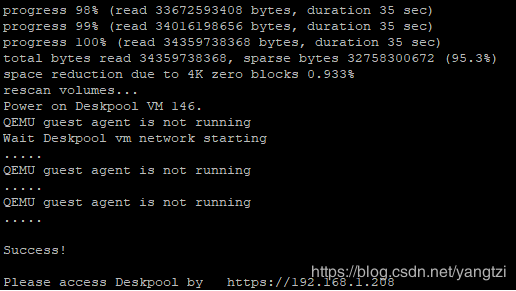 progress 98% (read 33672593408 bytes, duration 35 sec)
progress 99% (read 34016198656 bytes, duration 35 sec)
progress 100% (read 34359738368 bytes, duration 35 sec)
total bytes read 34359738368, sparse bytes 32758300672 (95.3%)
space reduction due to 4K zero blocks 0.933%
rescan volumes...
Power on Deskpool VM 146.
QEMU guest agent is not running
Wait Deskpool vm network starting
.....
QEMU guest agent is not running
.....
QEMU guest agent is not running
.....
Success!
Please access Deskpool by   https://192.168.1.208
https://blog.csdn.net/yangtzi